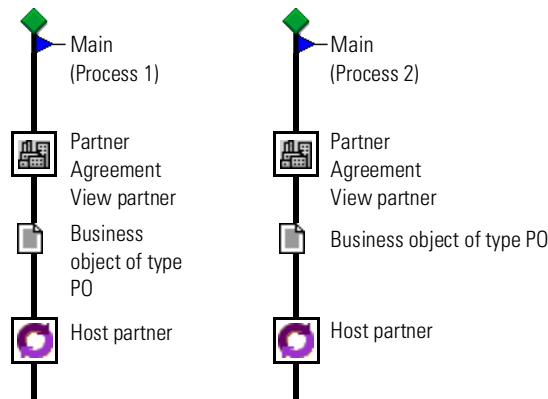 Main
(Process 1)
Partner
Agreement
View partner
Business
object of type
PO
Host partner
Main
(Process 2)
Partner
Agreement
View partner
Business object of type PO
Host partner